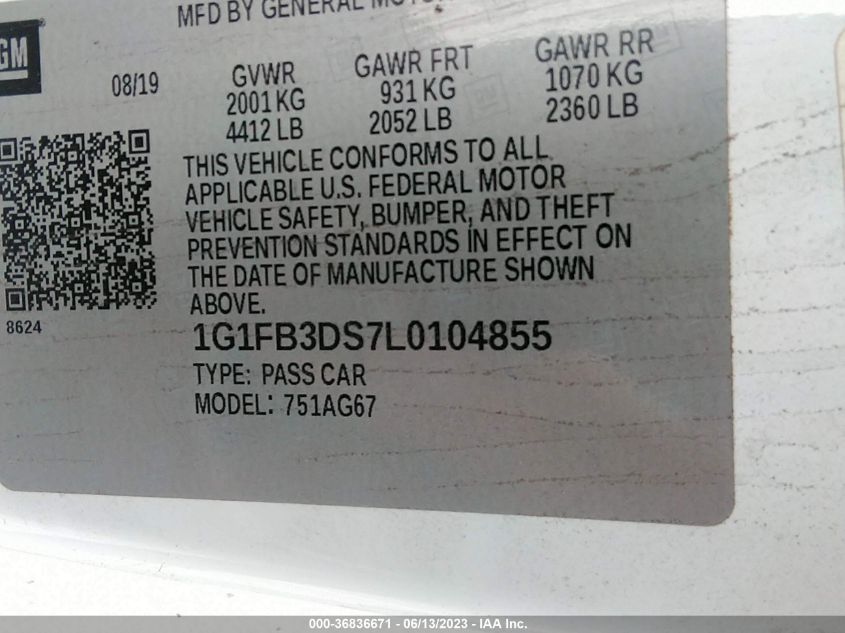 MFD BY GENERAL MOTOR
GM
08/19
GVWR GAWR FRT GAWR RR
2001 KG 931 KG 1070 KG
4412 LB 2052 LB 2360 LB
THIS VEHICLE CONFORMS TO ALL
APPLICABLE U.S. FEDERAL MOTOR
VEHICLE SAFETY, BUMPER, AND THEFT
PREVENTION STANDARDS IN EFFECT ON
THE DATE OF MANUFACTURE SHOWN
ABOVE.
8624
1G1FB3DS7L0104855
TYPE: PASS CAR
MODEL: 751AG67
000-36836671 - 06/13/2023 - IAAI.com